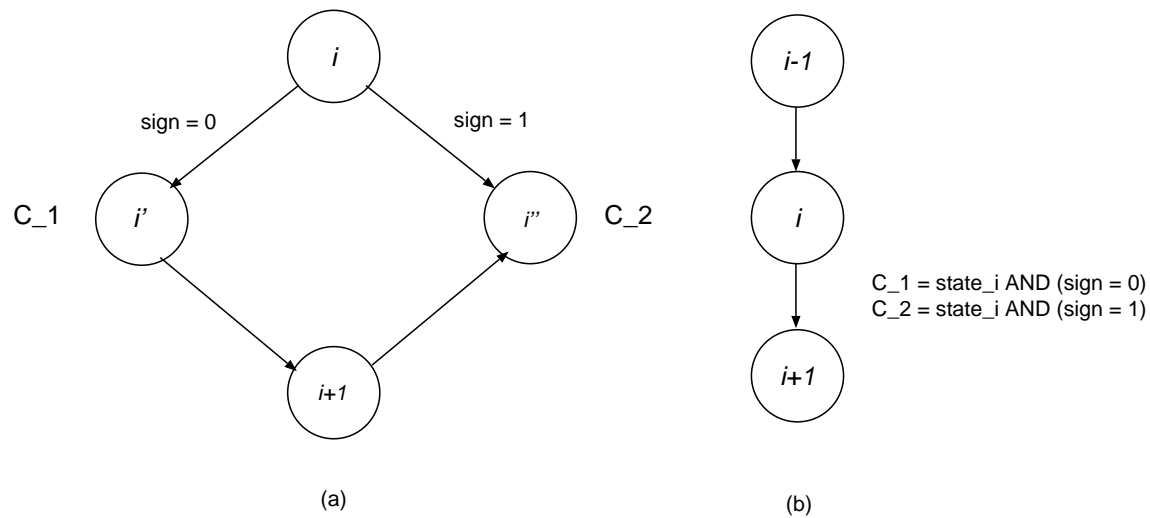 i
i-1
sign = 0
sign = 1
C_1
i'
i''
C_2
i
C_1 = state_i AND (sign = 0)
C_2 = state_i AND (sign = 1)
i+1
i+1
(a)
(b)